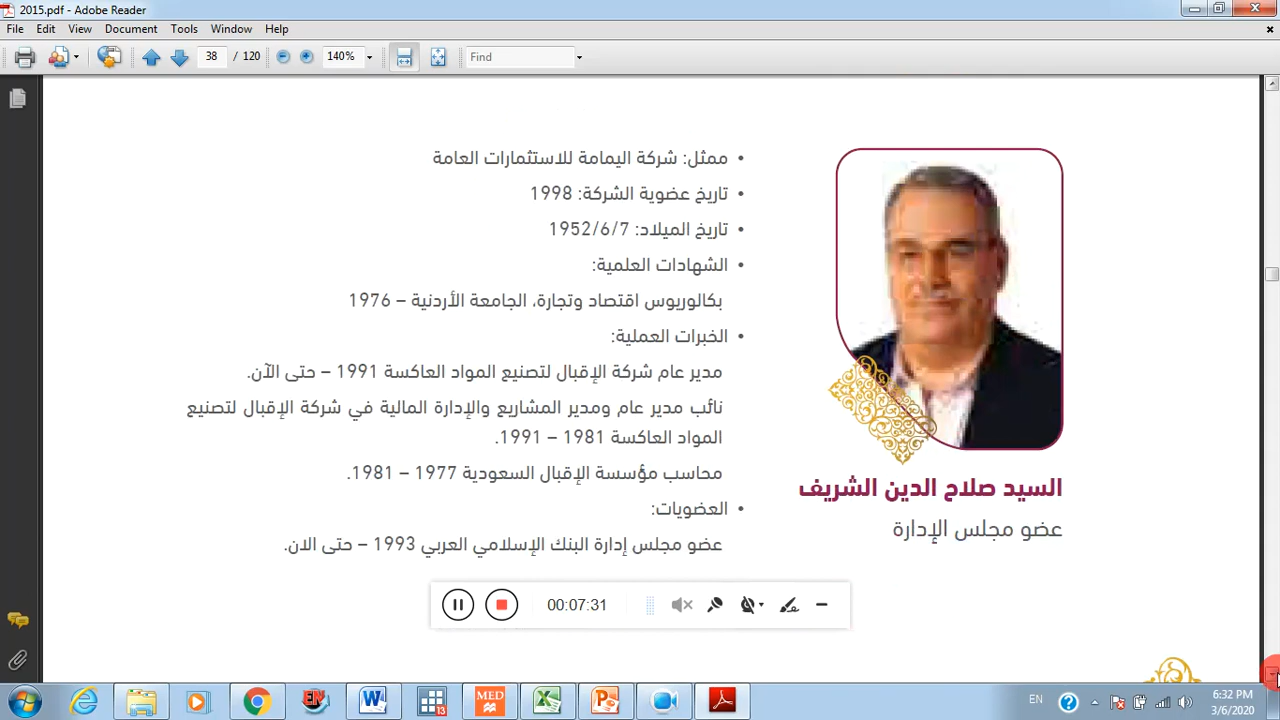 2015.pdf - Adobe Reader
File Edit View Document Tools Window Help
38 / 120 140% Find
ممثل: شركة اليمامة للاستثمارات العامة
تاريخ عضوية الشركة: 1998
تاريخ الميلاد: 1952/6/7
الشهادات العلمية:
بكالوريوس اقتصاد وتجارة، الجامعة الأردنية – 1976
الخبرات العملية:
مدير عام شركة الإقبال لتصنيع المواد العاكسة 1991 – حتى الآن.
نائب مدير عام ومدير المشاريع والإدارة المالية في شركة الإقبال لتصنيع
المواد العاكسة 1981 – 1991.
محاسب مؤسسة الإقبال السعودية 1977 – 1981.
العضويات:
عضو مجلس إدارة البنك الإسلامي العربي 1993 – حتى الان.
السيد صلاح الدين الشريف
عضو مجلس الإدارة
00:07:31
W 13 MED X P
EN
6:32 PM
3/6/2020